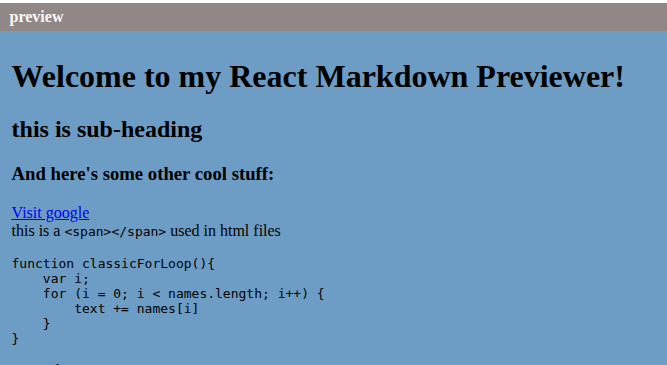 preview
Welcome to my React Markdown Previewer!
this is sub-heading
And here's some other cool stuff:
Visit google
this is a <span></span> used in html files
function classicForLoop(){
    var i;
    for (i = 0; i < names.length; i++) {
        text += names[i]
    }
}